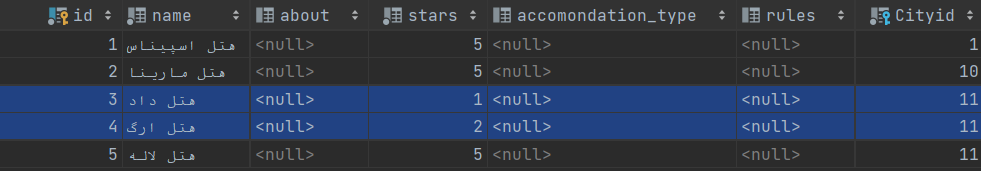 id name about stars accomondation_type rules Cityid
1 هتل اسپیناس <null> 5 <null> <null> 1
2 هتل مارینا <null> 5 <null> <null> 10
3 هتل داد <null> 1 <null> <null> 11
4 هتل ارگ <null> 2 <null> <null> 11
5 هتل لاله <null> 5 <null> <null> 11